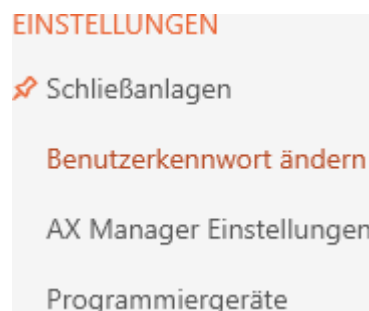 EINSTELLUNGEN
Schließanlagen
Benutzerkennwort ändern
AX Manager Einstellungen
Programmiergeräte